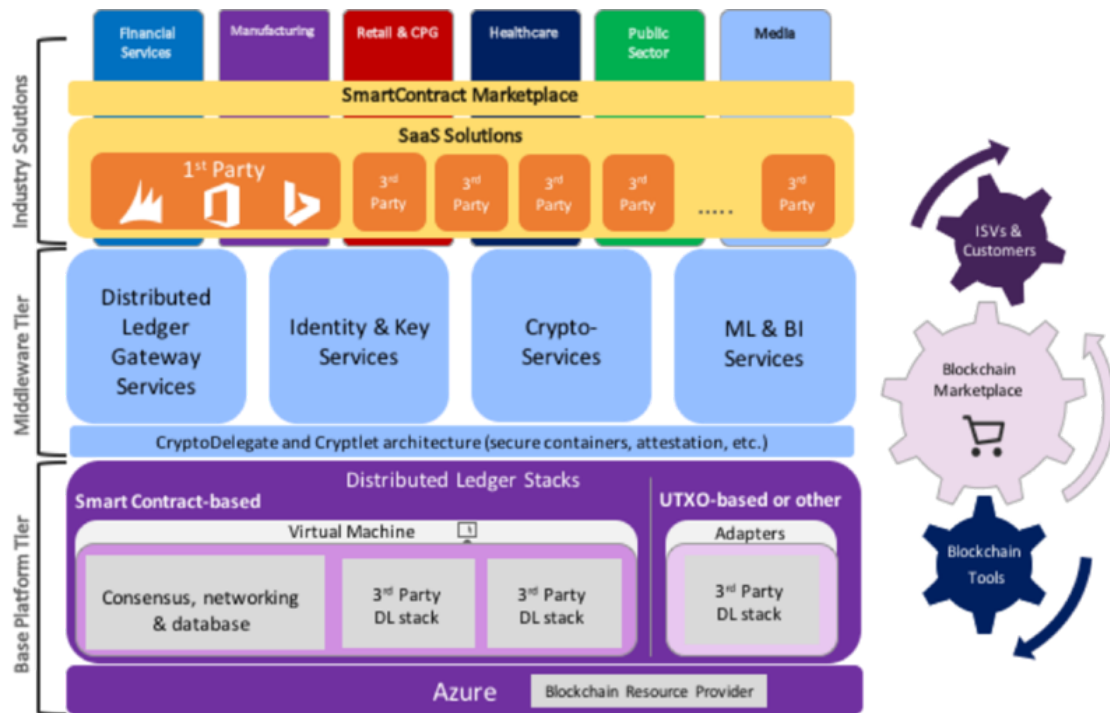 Financial
Services
Manufacturing
Retail & CPG
Healthcare
Public
Sector
Media
SmartContract Marketplace
SaaS Solutions
1st Party
3rd
Party
3rd
Party
3rd
Party
3rd
Party
.....
3rd
Party
Industry Solutions
Distributed
Ledger
Gateway
Services
Identity & Key
Services
Crypto-
Services
ML & BI
Services
CryptoDelegate and Cryptlet architecture (secure containers, attestation, etc.)
Middleware Tier
Distributed Ledger Stacks
Smart Contract-based
UTXO-based or other
Virtual Machine
Adapters
Consensus, networking
& database
3rd Party
DL stack
3rd Party
DL stack
3rd Party
DL stack
Azure
Blockchain Resource Provider
Base Platform Tier
ISVs &
Customers
Blockchain
Marketplace
Blockchain
Tools